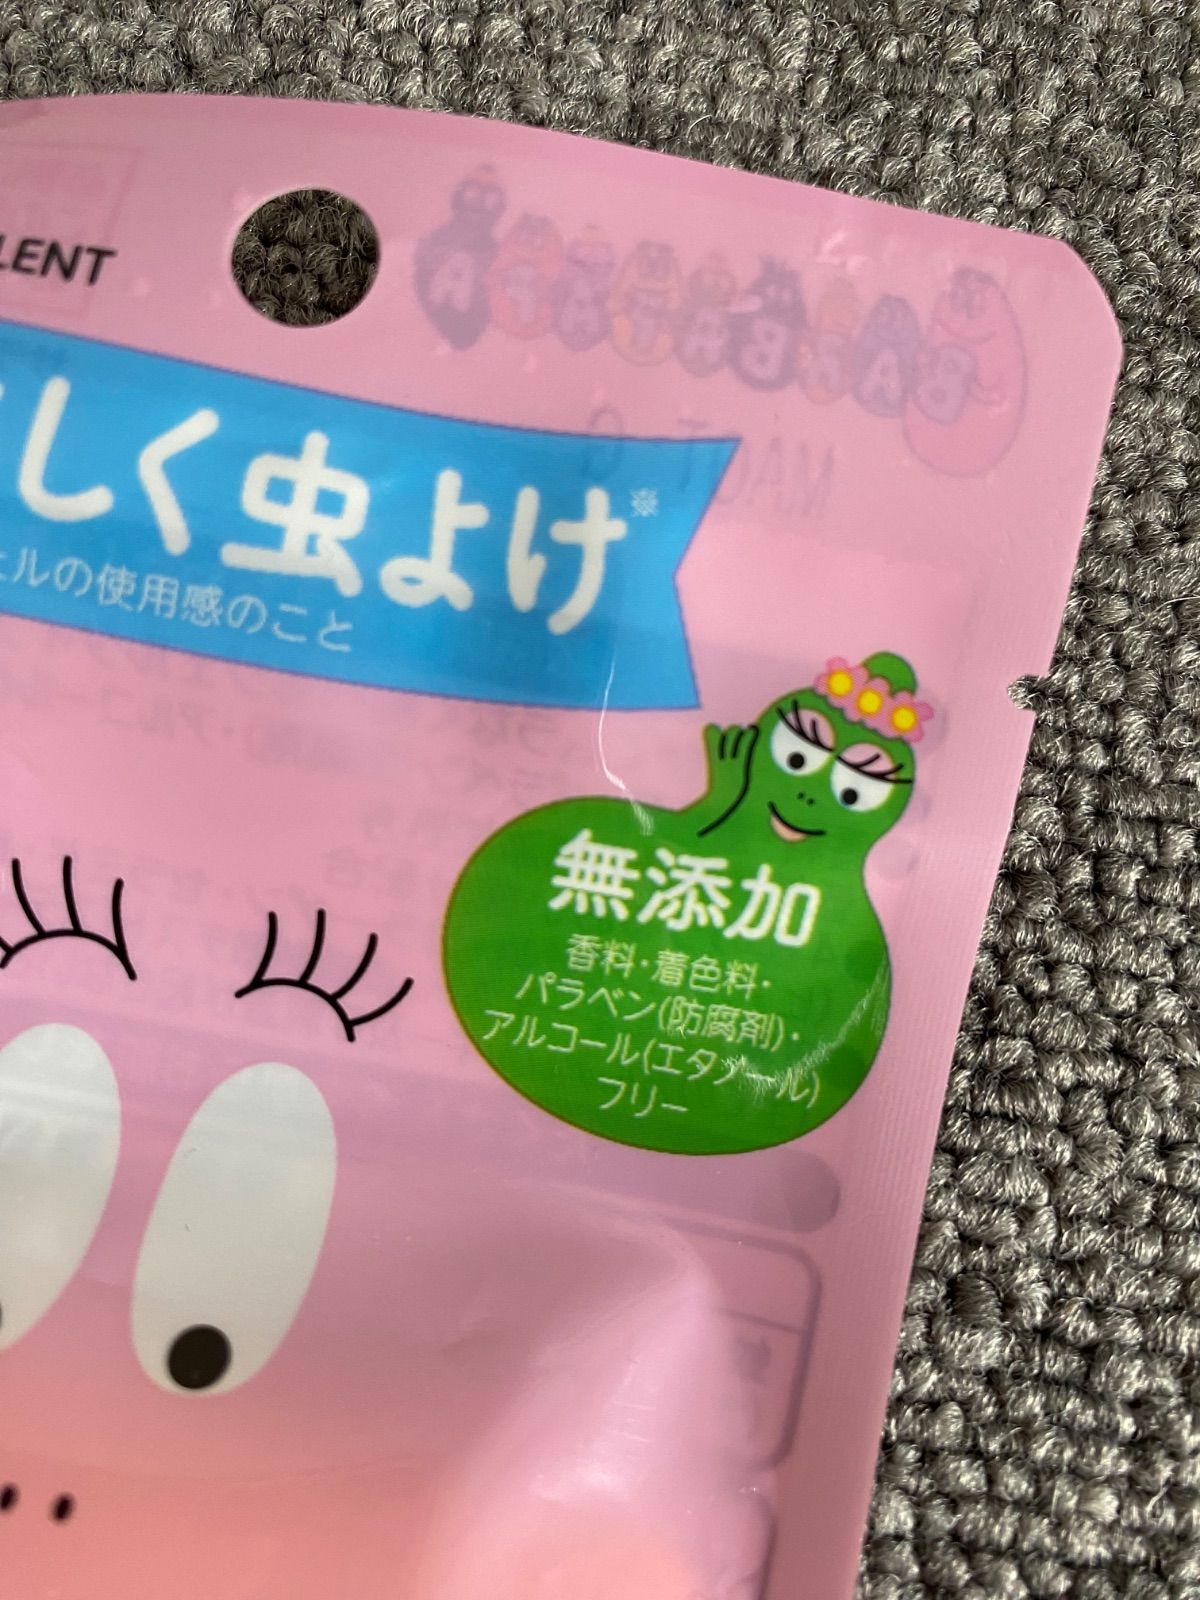 LENT
しく虫よけ※
ェルの使用感のこと
無添加
香料・着色料・
パラベン(防腐剤)・
アルコール(エタノール)
フリー
BARBAPAPA